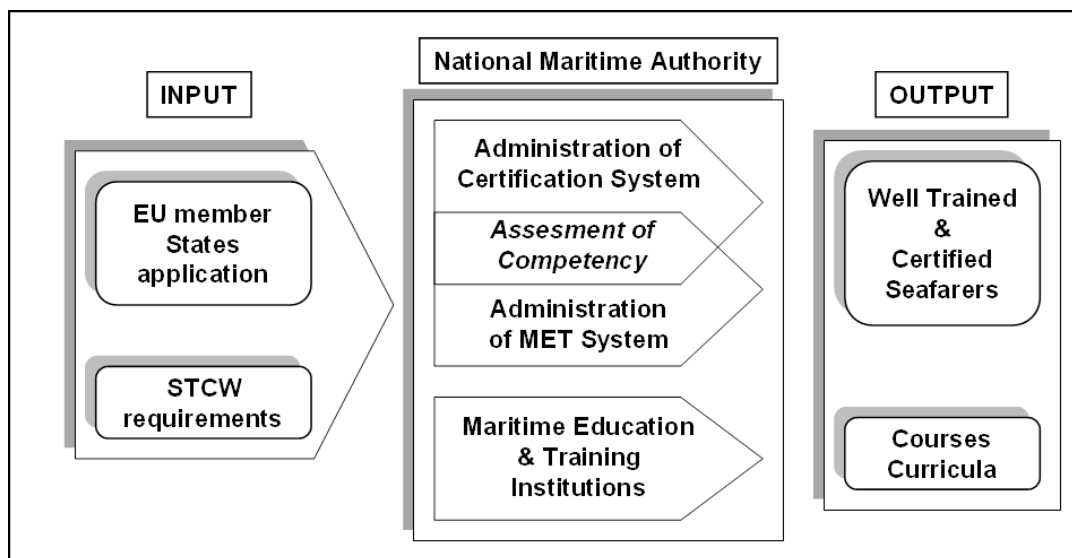 INPUT
EU member
States
application
STCW
requirements
National Maritime Authority
Administration of
Certification System
Assesment of
Competency
Administration
of MET System
Maritime Education
& Training
Institutions
OUTPUT
Well Trained
&
Certified
Seafarers
Courses
Curricula